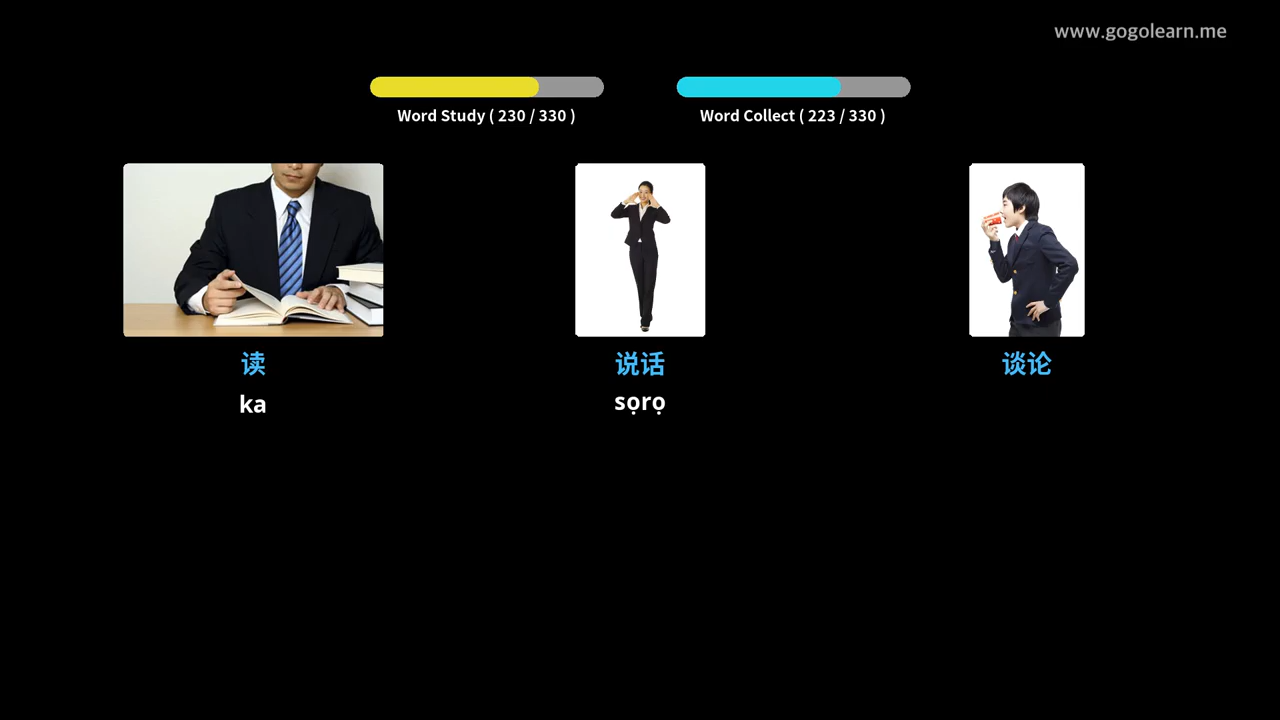 www.gogolearn.me
Word Study ( 230 / 330 )
Word Collect ( 223 / 330 )
读
说话
谈论
ka
sọrọ